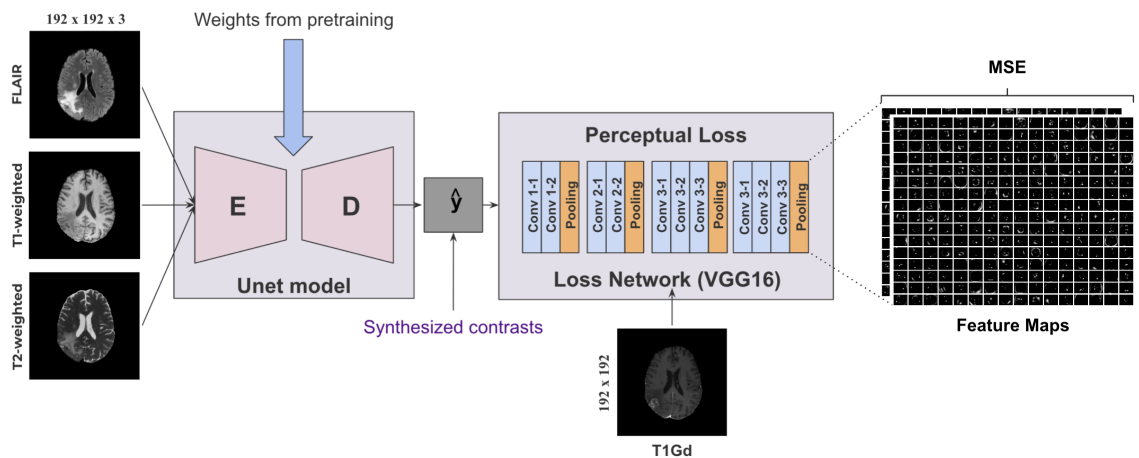 192 x 192 x 3
Weights from pretraining
FLAIR
T1-weighted
T2-weighted
E
D
Unet model
ŷ
Synthesized contrasts
Perceptual Loss
Conv 1-1
Conv 1-2
Pooling
Conv 2-1
Conv 2-2
Pooling
Conv 3-1
Conv 3-2
Conv 3-3
Pooling
Conv 3-1
Conv 3-2
Conv 3-3
Pooling
Loss Network (VGG16)
192 x 192
T1Gd
MSE
Feature Maps